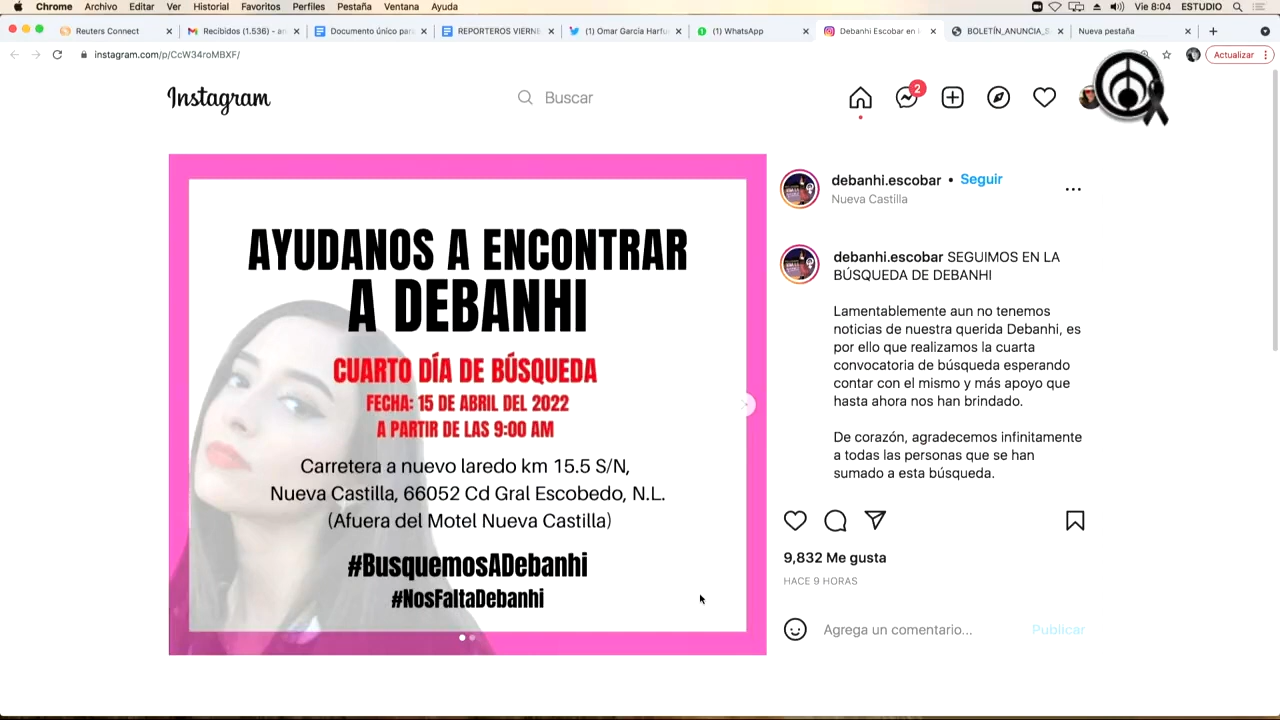 Chrome Archivo Editar Ver Historial Favoritos Perfiles Pestaña Ventana Ayuda Vie 8:04 ESTUDIO
Reuters Connect Recibidos (1.536) - an Documento único para REPORTEROS VIERNE (1) Omar García Harfu (1) WhatsApp Debanhi Escobar en I BOLETÍN_ANUNCIA_S Nueva pestaña
instagram.com/p/CcW34roMBXF/ Actualizar
Instagram Buscar 2
AYUDANOS A ENCONTRAR
A DEBANHI
CUARTO DÍA DE BÚSQUEDA
FECHA: 15 DE ABRIL DEL 2022
A PARTIR DE LAS 9:00 AM
Carretera a nuevo laredo km 15.5 S/N,
Nueva Castilla, 66052 Cd Gral Escobedo, N.L.
(Afuera del Motel Nueva Castilla)
#BusquemosADebanhi
#NosFaltaDebanhi
debanhi.escobar • Seguir
Nueva Castilla
debanhi.escobar SEGUIMOS EN LA
BÚSQUEDA DE DEBANHI
Lamentablemente aun no tenemos
noticias de nuestra querida Debanhi, es
por ello que realizamos la cuarta
convocatoria de búsqueda esperando
contar con el mismo y más apoyo que
hasta ahora nos han brindado.
De corazón, agradecemos infinitamente
a todas las personas que se han
sumado a esta búsqueda.
9,832 Me gusta
HACE 9 HORAS
Agrega un comentario... Publicar